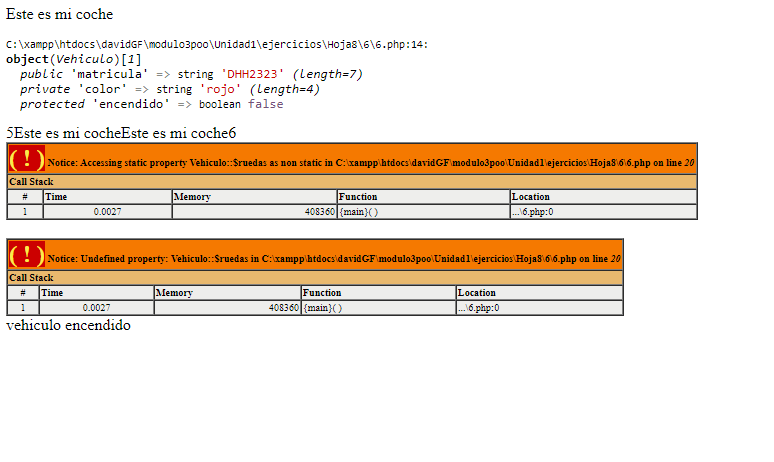 Este es mi coche
C:\xampp\htdocs\davidGF\modulo3poo\Unidad1\ejercicios\Hoja8\6\6.php:14:
object(Vehiculo)[1]
public 'matricula' => string 'DHH2323' (length=7)
private 'color' => string 'rojo' (length=4)
protected 'encendido' => boolean false
5Este es mi cocheEste es mi coche6
( ! ) Notice: Accessing static property Vehiculo::$ruedas as non static in C:\xampp\htdocs\davidGF\modulo3poo\Unidad1\ejercicios\Hoja8\6\6.php on line 20
Call Stack
# Time Memory Function Location
1 0.0027 408360 {main}( ) ...\6.php:0
( ! ) Notice: Undefined property: Vehiculo::$ruedas in C:\xampp\htdocs\davidGF\modulo3poo\Unidad1\ejercicios\Hoja8\6\6.php on line 20
Call Stack
# Time Memory Function Location
1 0.0027 408360 {main}( ) ...\6.php:0
vehiculo encendido